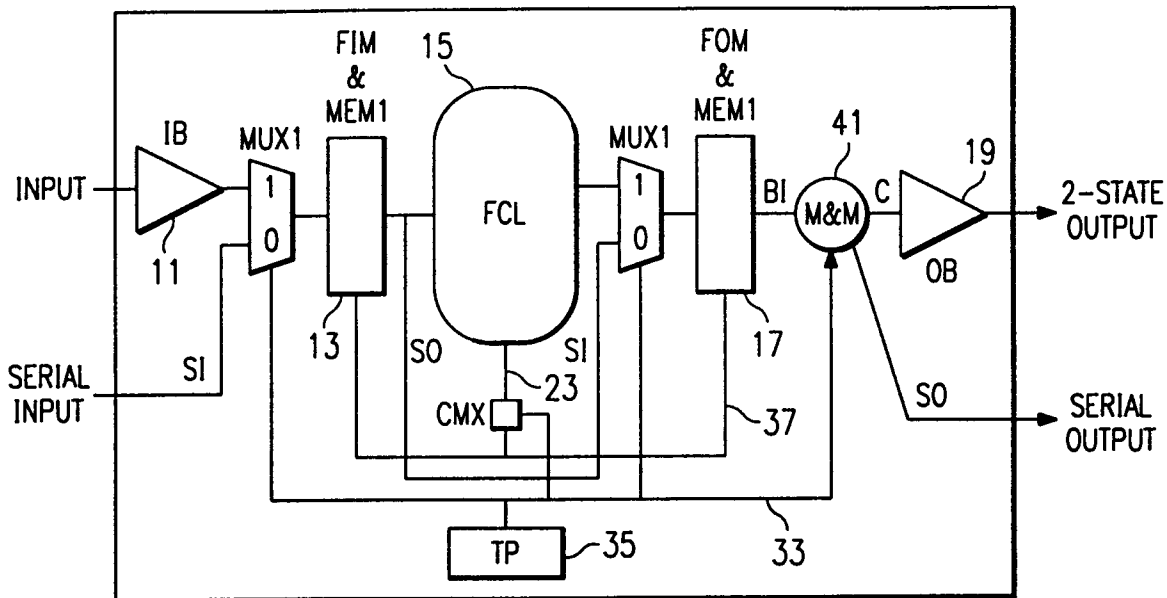 FIM
&
MEM1
15
FOM
&
MEM1
IB
MUX1
MUX1
41
19
INPUT
1
0
FCL
1
0
BI
M&M
C
2-STATE
OUTPUT
11
OB
13
17
SI
SO
SI
23
SERIAL
INPUT
CMX
37
SO
SERIAL
OUTPUT
TP
35
33